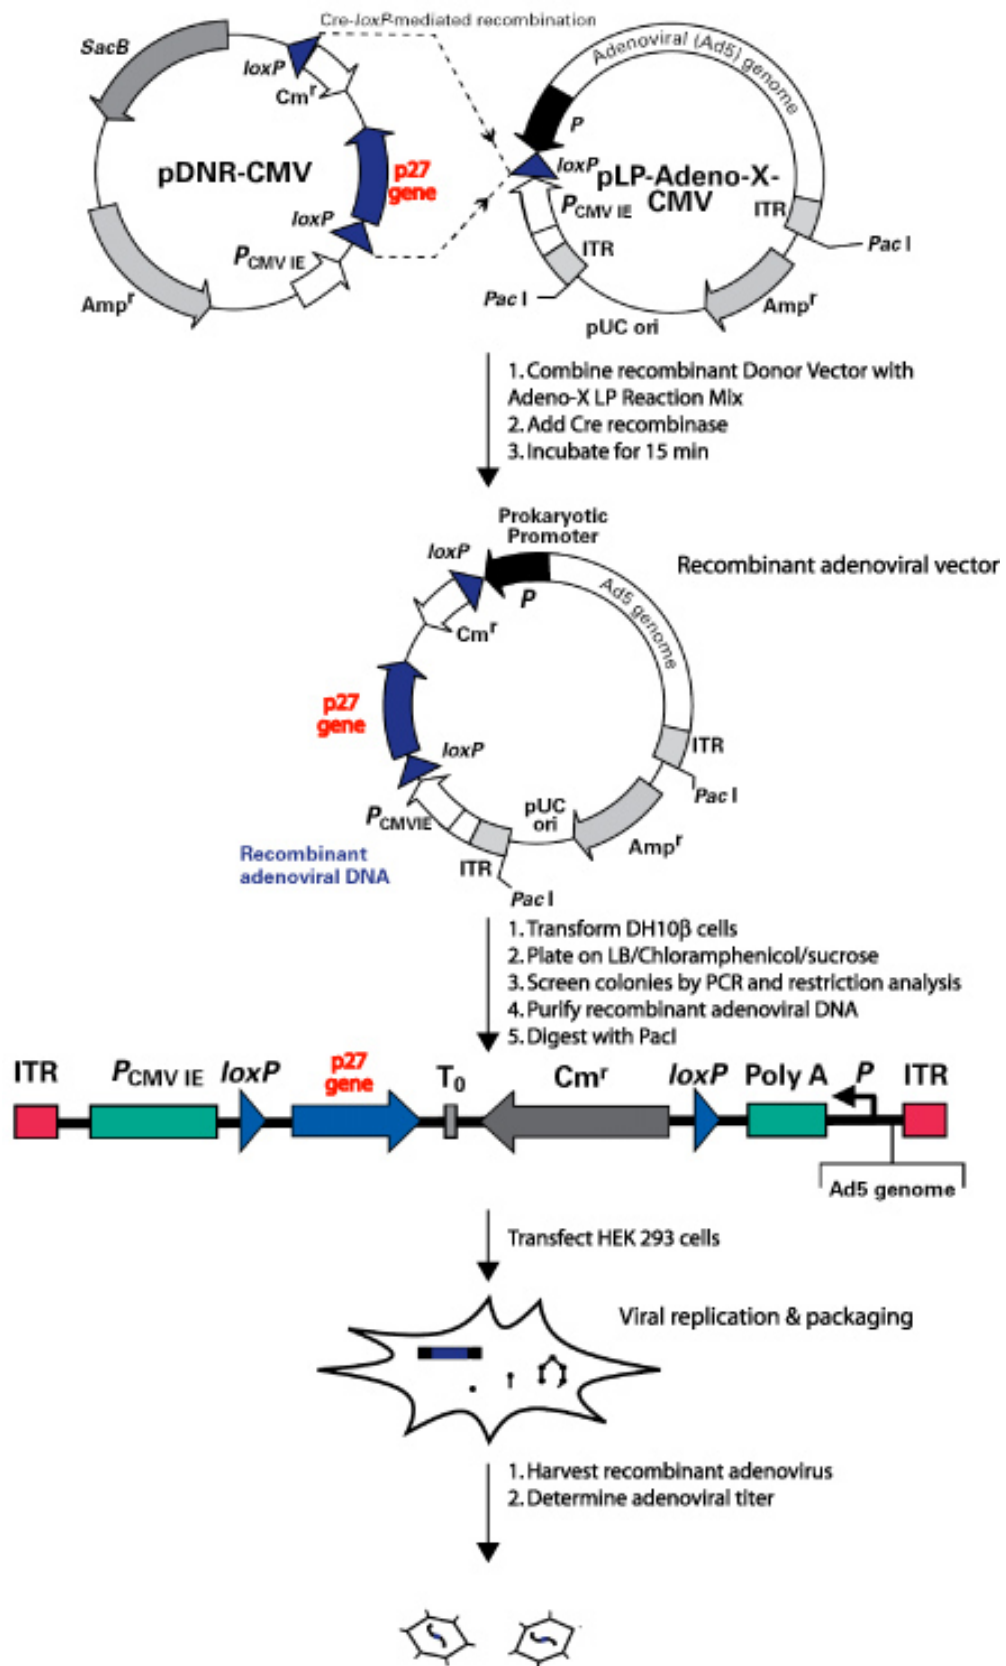 Cre-loxP-mediated recombination
SacB
loxP
Cm^r
pDNR-CMV
p27
gene
loxP
P_CMV IE
Amp^r
Adenoviral (Ad5) genome
P
loxP
pLP-Adeno-X-
CMV
P_CMV IE
ITR
ITR
Pac I
Pac I
Amp^r
pUC ori
1. Combine recombinant Donor Vector with
Adeno-X LP Reaction Mix
2. Add Cre recombinase
3. Incubate for 15 min
Prokaryotic
Promoter
loxP
Recombinant adenoviral vector
P
Ad5 genome
Cm^r
p27
gene
loxP
ITR
Pac I
P_CMVIE
pUC
ori
Amp^r
Recombinant
adenoviral DNA
ITR
Pac I
1. Transform DH10β cells
2. Plate on LB/Chloramphenicol/sucrose
3. Screen colonies by PCR and restriction analysis
4. Purify recombinant adenoviral DNA
5. Digest with PacI
ITR P_CMV IE loxP p27 gene T_0 Cm^r loxP Poly A P ITR
Ad5 genome
Transfect HEK 293 cells
Viral replication & packaging
1. Harvest recombinant adenovirus
2. Determine adenoviral titer